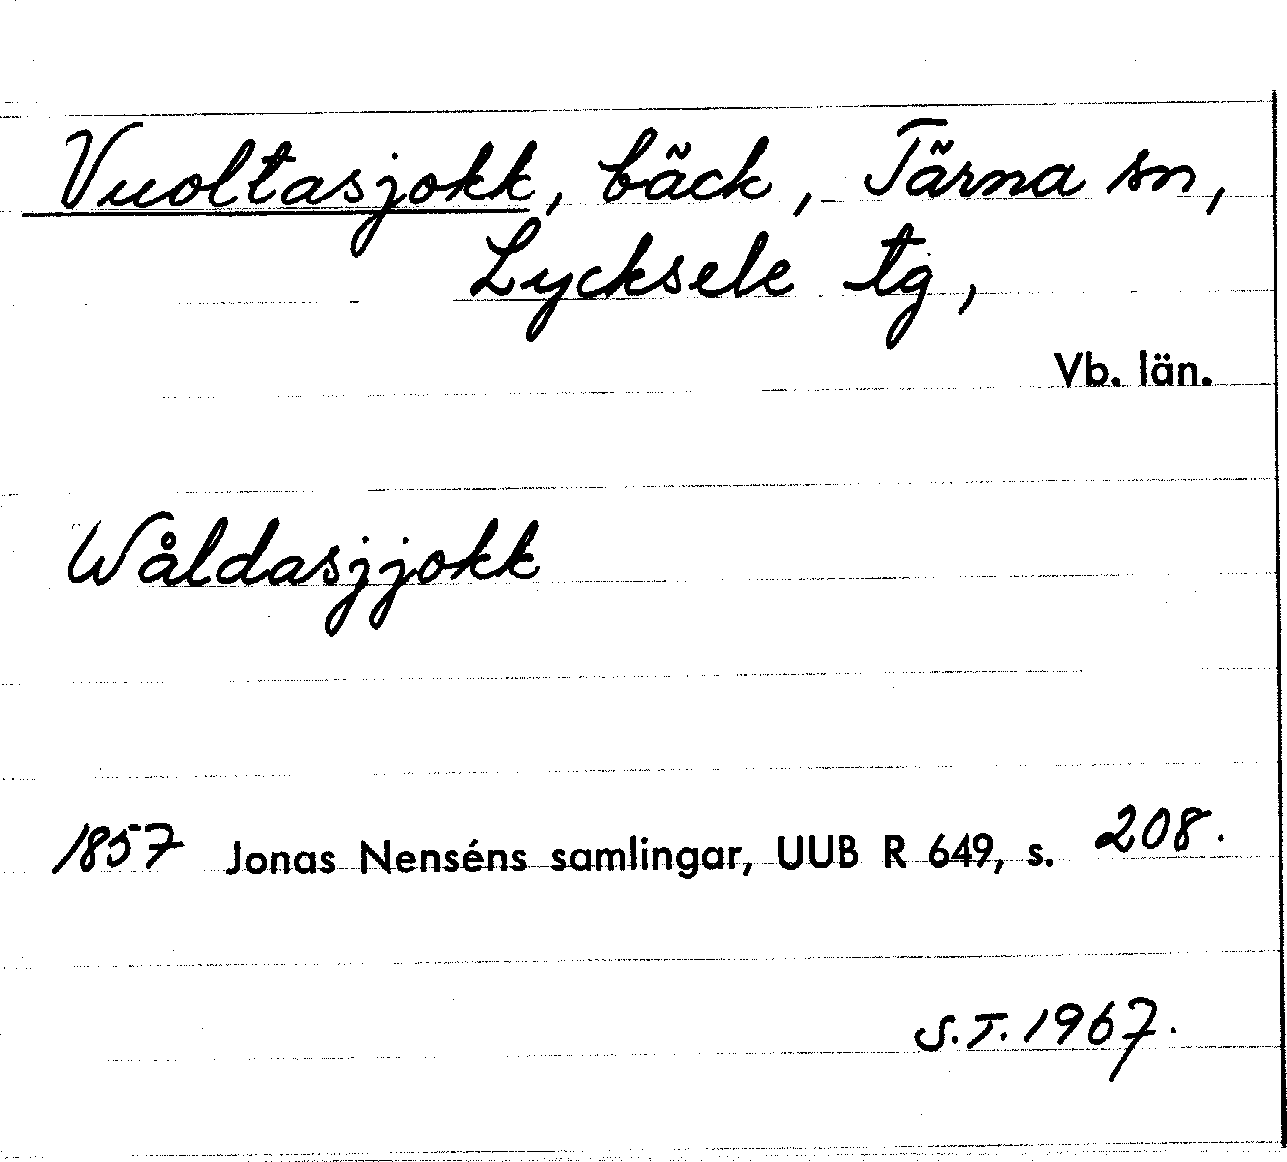 Vuoltasjokk, bäck, Tärna sn,
Lycksele tg,
Vb. län.
Wåldasjjokk
1857 Jonas Nenséns samlingar, UUB R 649, s. 208.
S.T. 1967.